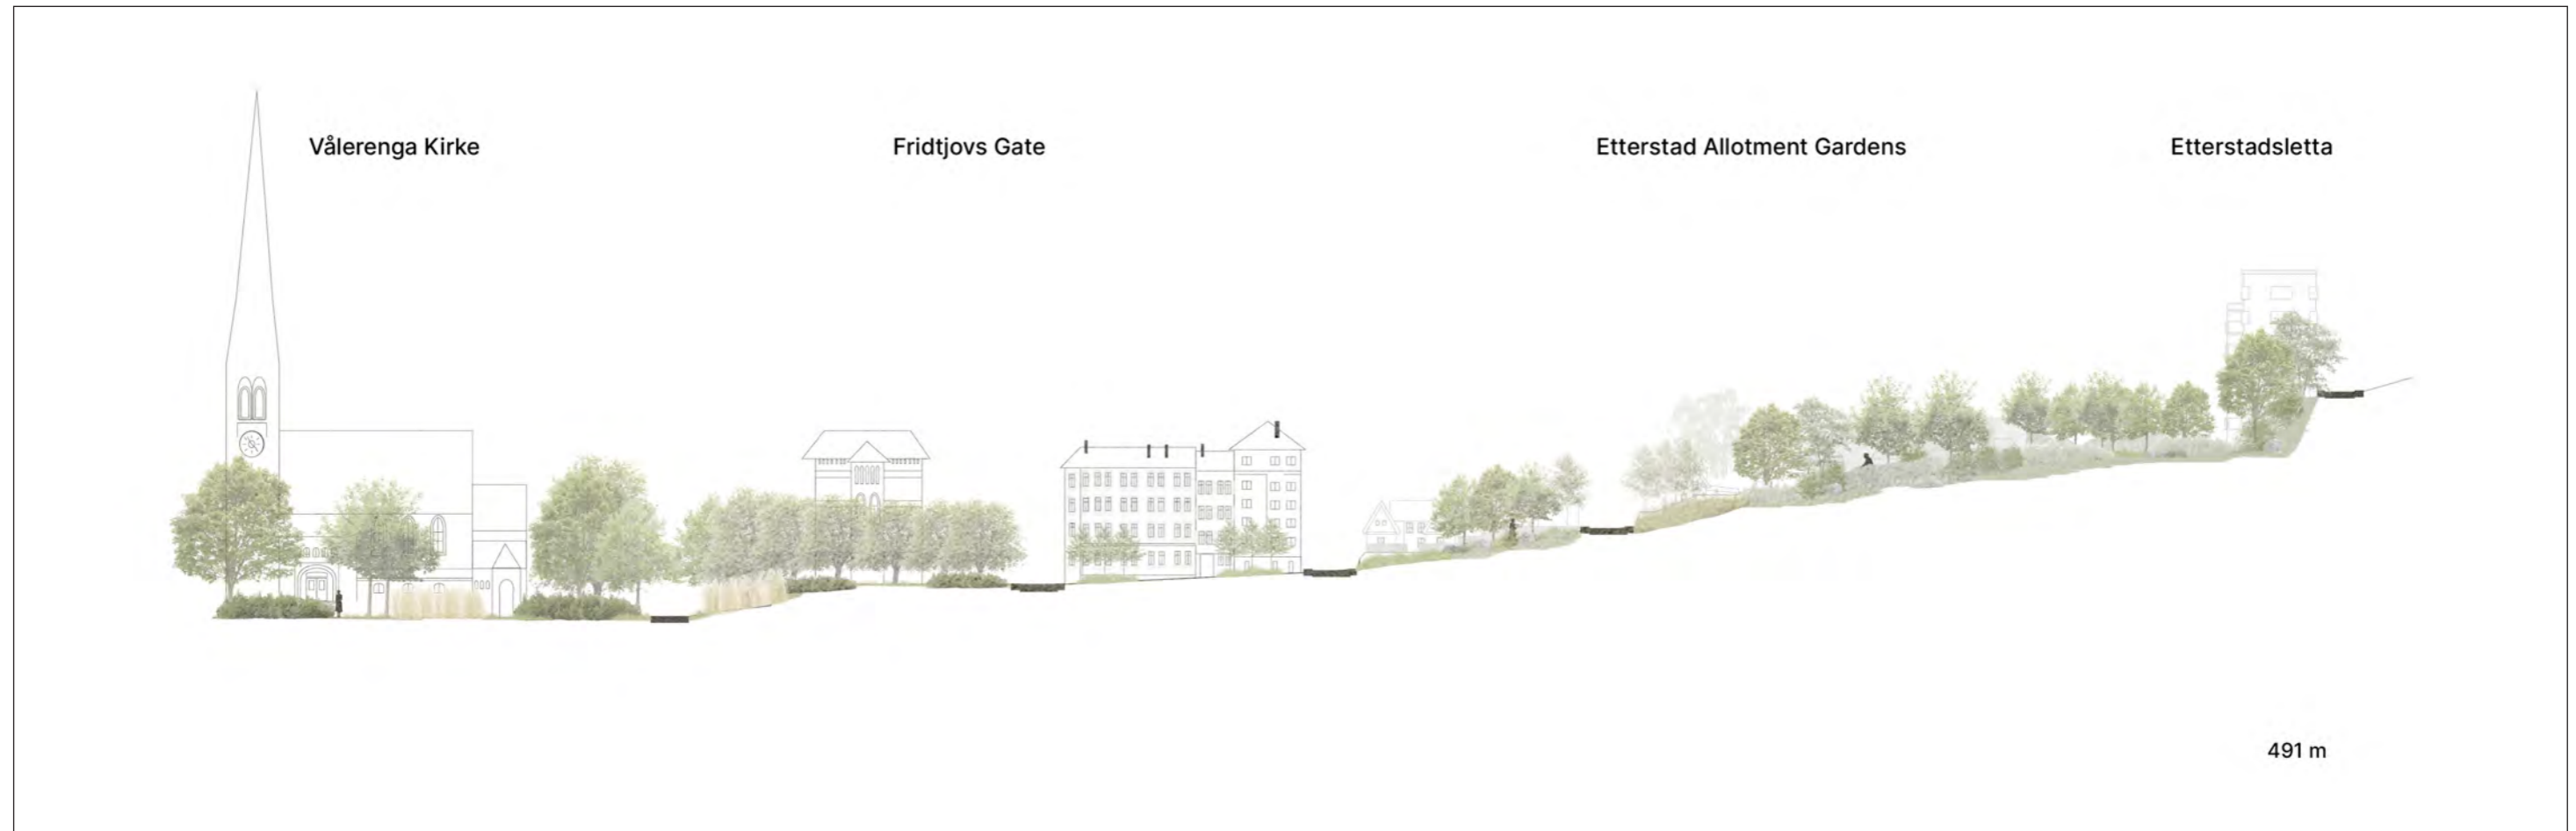 Vålerenga Kirke
Fridtjovs Gate
Etterstad Allotment Gardens
Etterstadsletta
491 m